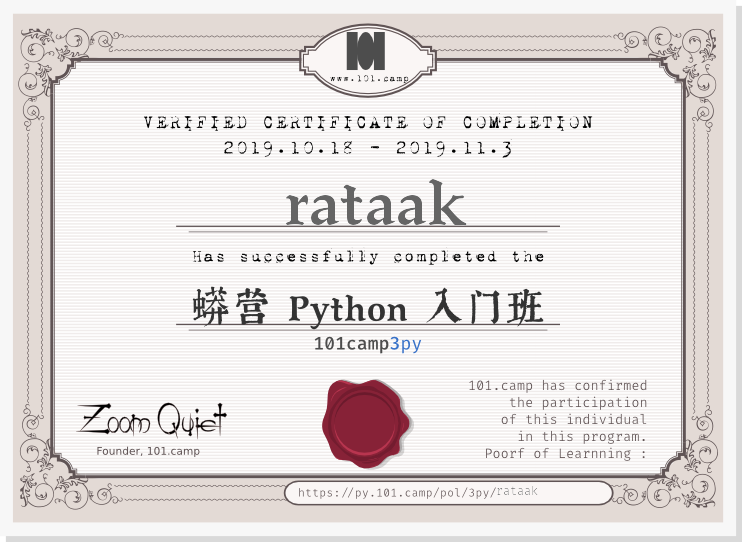 101
www.101.camp
VERIFIED CERTIFICATE OF COMPLETION
2019.10.18 - 2019.11.3
rataak
Has successfully completed the
蟒营 Python 入门班
101camp3py
Zoom Quiet
Founder, 101.camp
101.camp has confirmed
the participation
of this individual
in this program.
Poorf of Learnning :
https://py.101.camp/pol/3py/rataak